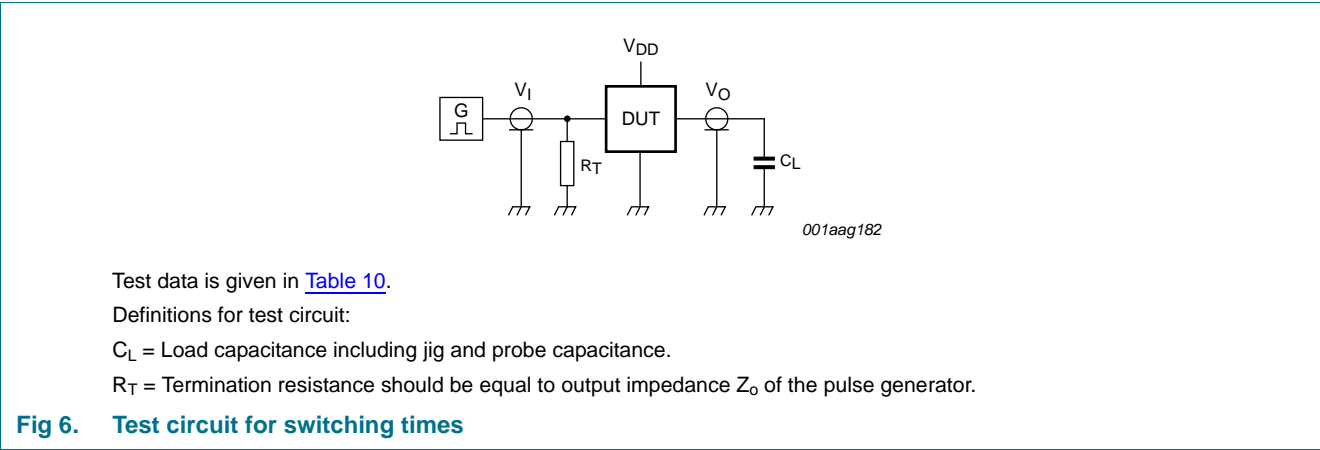 VDD
VI
VO
G
DUT
RT
CL
001aag182
Test data is given in Table 10.
Definitions for test circuit:
CL = Load capacitance including jig and probe capacitance.
RT = Termination resistance should be equal to output impedance Zo of the pulse generator.
Fig 6. Test circuit for switching times